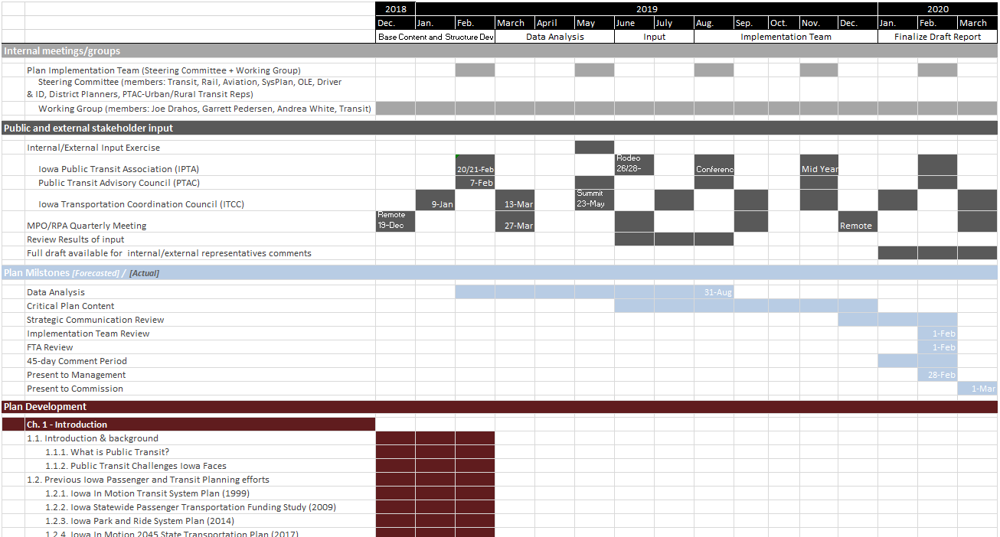 2018 2019 2020
Dec. Jan. Feb. March April May June July Aug. Sep. Oct. Nov. Dec. Jan. Feb. March
Base Content and Structure Dev Data Analysis Input Implementation Team Finalize Draft Report
Internal meetings/groups
Plan Implementation Team (Steering Committee + Working Group)
Steering Committee (members: Transit, Rail, Aviation, SysPlan, OLE, Driver
& ID, District Planners, PTAC-Urban/Rural Transit Reps)
Working Group (members: Joe Drahos, Garrett Pedersen, Andrea White, Transit)
Public and external stakeholder input
Internal/External Input Exercise
Rodeo
Iowa Public Transit Association (IPTA) 20/21-Feb 26/28- Conferenc Mid Year
Public Transit Advisory Council (PTAC) 7-Feb
Summit
Iowa Transportation Coordination Council (ITCC) 9-Jan 13-Mar 23-May
Remote
MPO/RPA Quarterly Meeting 19-Dec 27-Mar Remote
Review Results of input
Full draft available for internal/external representatives comments
Plan Milstones [Forecasted] / [Actual]
Data Analysis 31-Aug
Critical Plan Content
Strategic Communication Review
Implementation Team Review 1-Feb
FTA Review 1-Feb
45-day Comment Period
Present to Management 28-Feb
Present to Commission 1-Mar
Plan Development
Ch. 1 - Introduction
1.1. Introduction & background
1.1.1. What is Public Transit?
1.1.2. Public Transit Challenges Iowa Faces
1.2. Previous Iowa Passenger and Transit Planning efforts
1.2.1. Iowa In Motion Transit System Plan (1999)
1.2.2. Iowa Statewide Passenger Transportation Funding Study (2009)
1.2.3. Iowa Park and Ride System Plan (2014)
1.2.4. Iowa In Motion 2045 State Transportation Plan (2017)